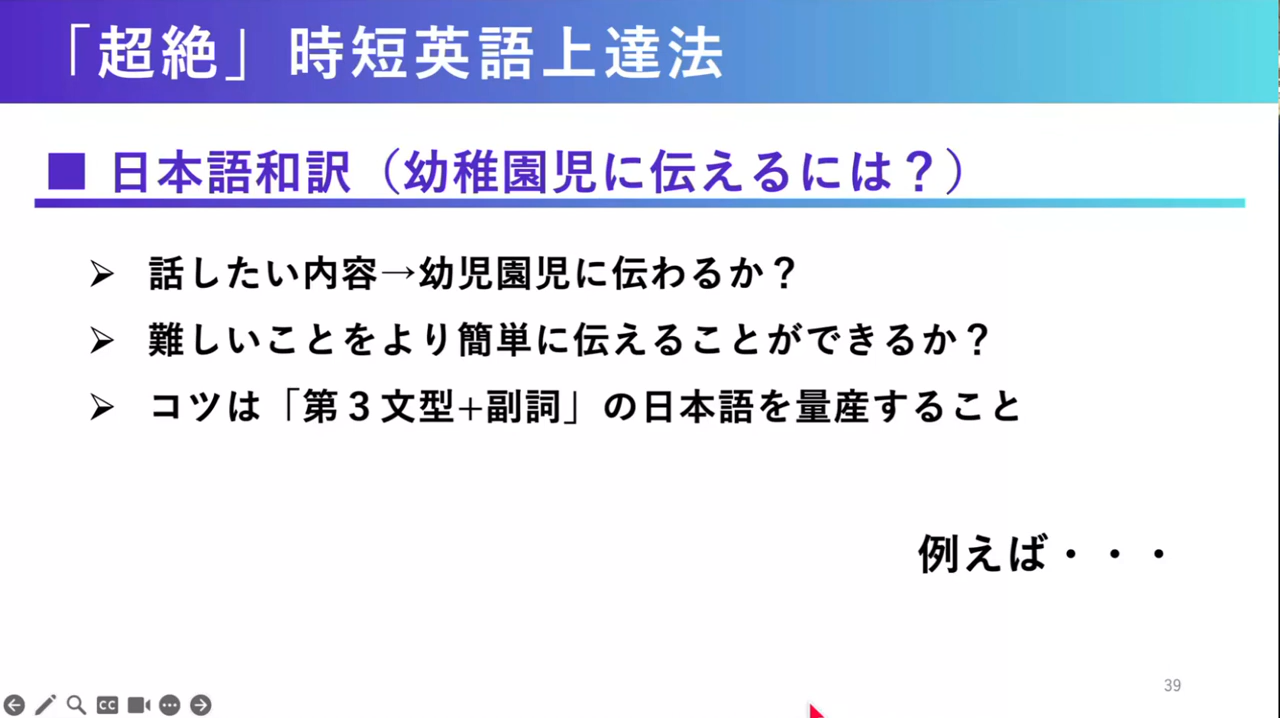 「超絶」時短英語上達法
■ 日本語和訳（幼稚園児に伝えるには？）
➢ 話したい内容→幼児園児に伝わるか？
➢ 難しいことをより簡単に伝えることができるか？
➢ コツは「第３文型+副詞」の日本語を量産すること
例えば・・・
39
CC